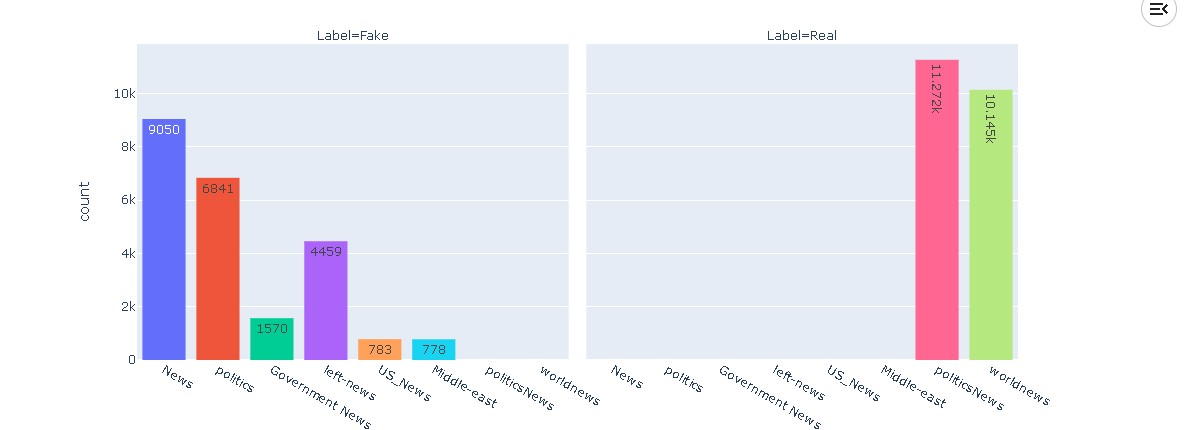 Label=Fake
Label=Real
count
10k
8k
6k
4k
2k
0
9050
6841
1570
4459
783
778
11.272k
10.145k
News
politics
Government News
left-news
US_News
Middle-east
politicsNews
worldnews
News
politics
Government News
left-news
US_News
Middle-east
politicsNews
worldnews